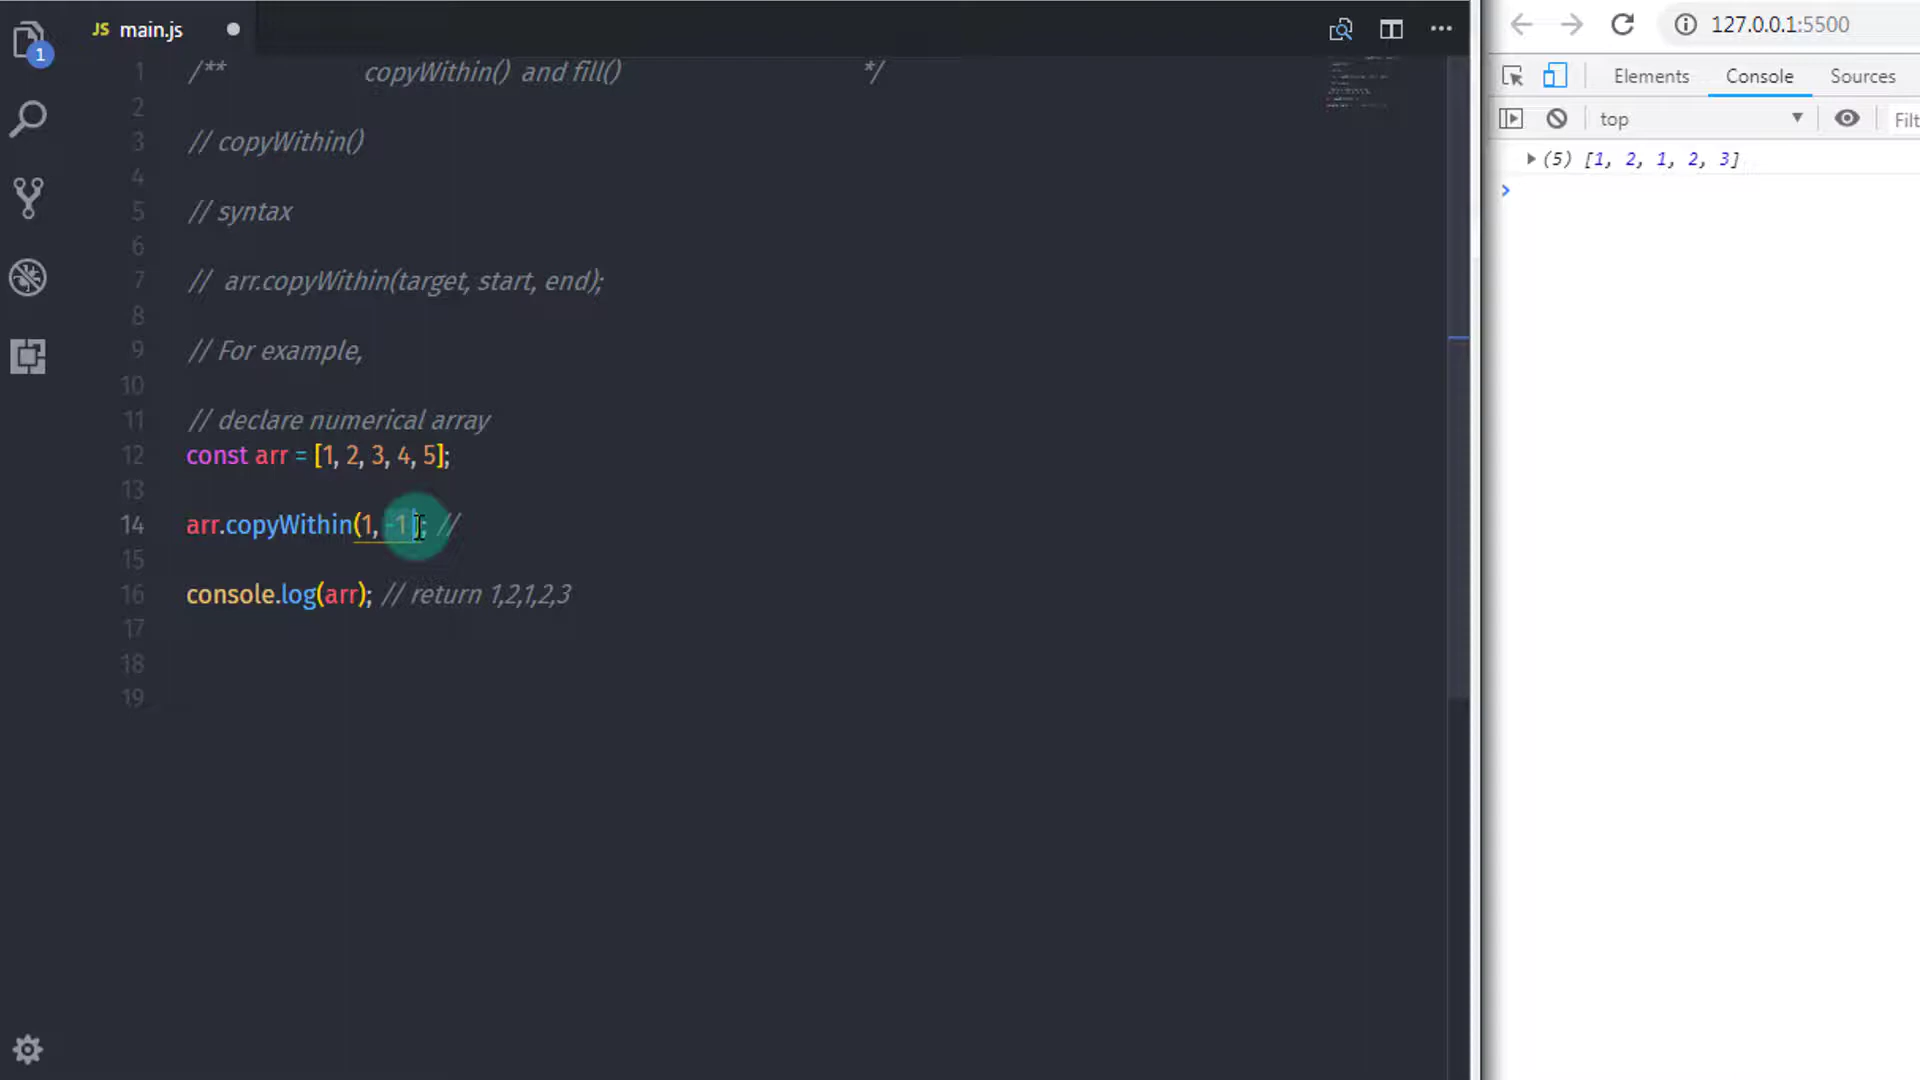 JS main.js
1
1 /** copyWithin() and fill() */
2
3 // copyWithin()
4
5 // syntax
6
7 // arr.copyWithin(target, start, end);
8
9 // For example,
10
11 // declare numerical array
12 const arr = [1, 2, 3, 4, 5];
13
14 arr.copyWithin(1, -1); //
15
16 console.log(arr); // return 1,2,1,2,3
17
18
19
127.0.0.1:5500
Elements Console Sources
top Filt
(5) [1, 2, 1, 2, 3]